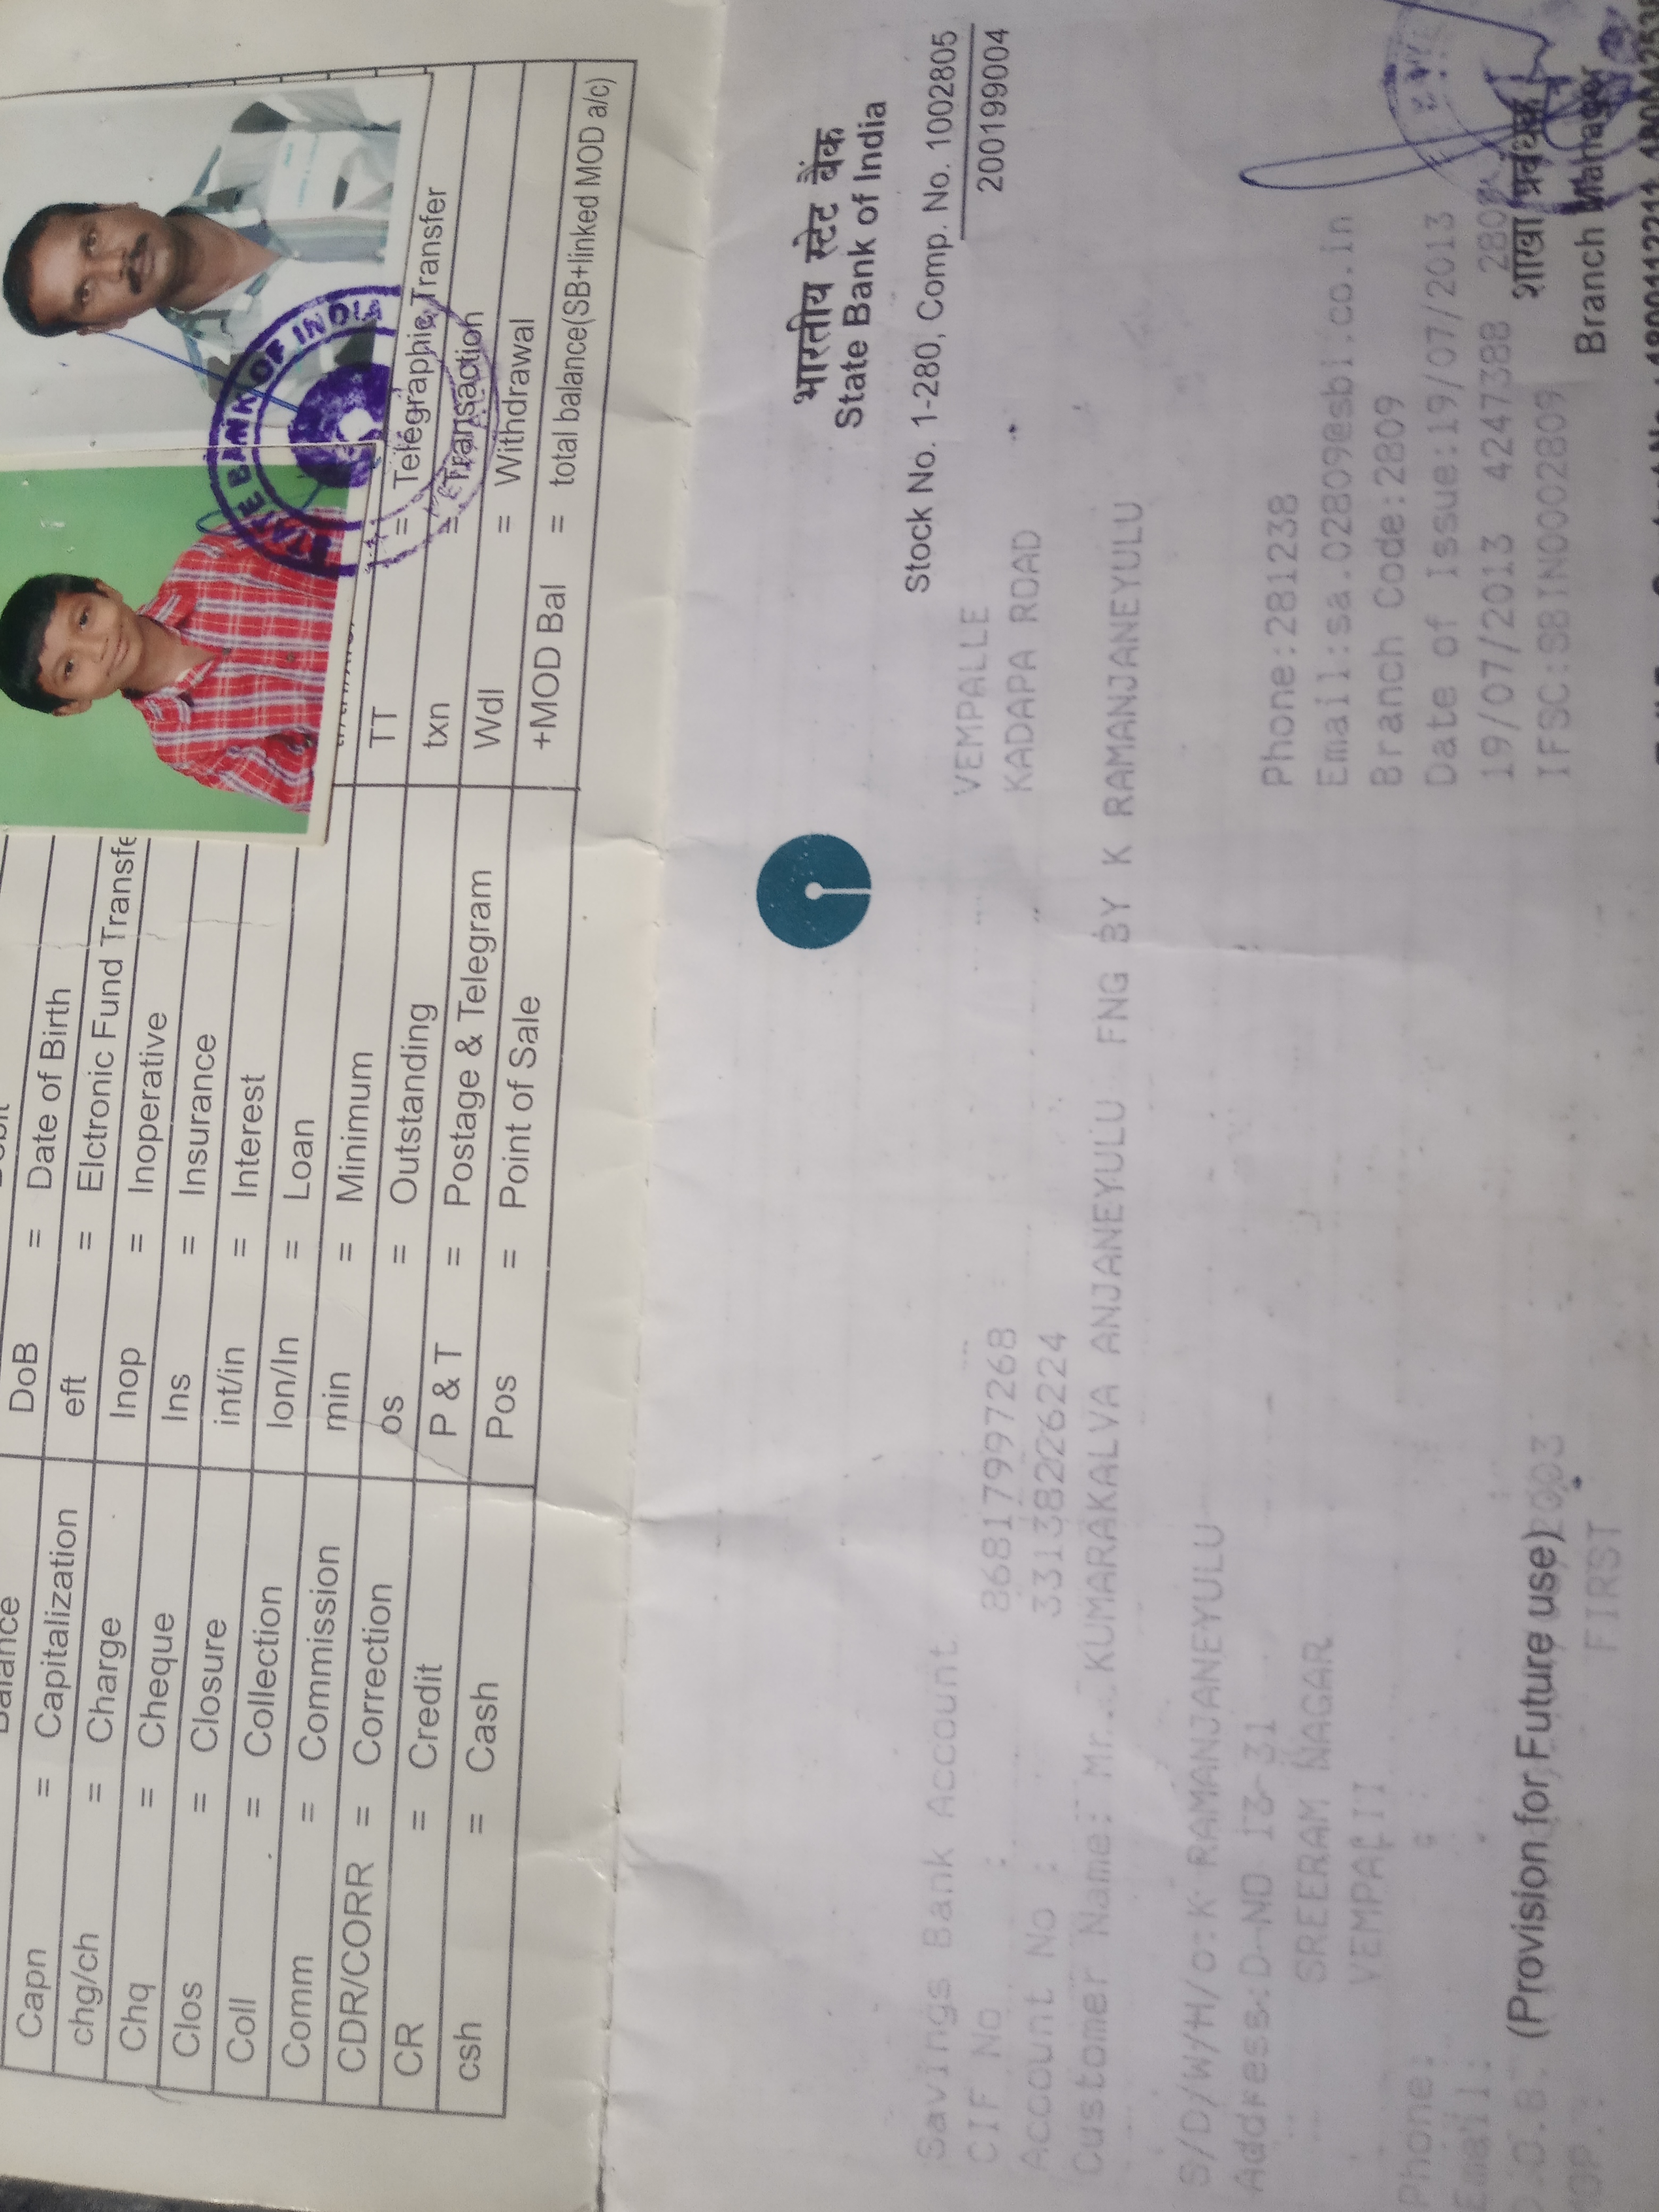 Balance
Capn = Capitalization
chg/ch = Charge
Chq = Cheque
Clos = Closure
Coll = Collection
Comm = Commission
CDR/CORR = Correction
CR = Credit
csh = Cash
DoB = Date of Birth
eft = Elctronic Fund Transfe
Inop = Inoperative
Ins = Insurance
int/in = Interest
lon/ln = Loan
min = Minimum
os = Outstanding
P & T = Postage & Telegram
Pos = Point of Sale
TT = Telegraphic Transfer
txn = Transaction
Wdl = Withdrawal
+MOD Bal = total balance(SB+linked MOD a/c)
STATE BANK OF INDIA
भारतीय स्टेट बैंक
State Bank of India
Stock No. 1-280, Comp. No. 1002805
200199004
Savings Bank Account
VEMPALLE
CIF No : 86817997268
KADAPA ROAD
Account No : 33138226224
Customer Name: Mr. KUMARAKALVA ANJANEYULU FNG BY K RAMANJANEYULU
S/D/W/H/o:K RAMANJANEYULU
Address:D-NO 13-31
Phone:281238
SREERAM NAGAR
Email:sa.02809@sbi.co.in
Branch Code:2809
Phone:
Date of Issue:19/07/2013
Email:
19/07/2013 4247388
(Provision for Future use)
IFSC:SBIN0002809
शाखा प्रबंधक
Branch Manager
FIRST